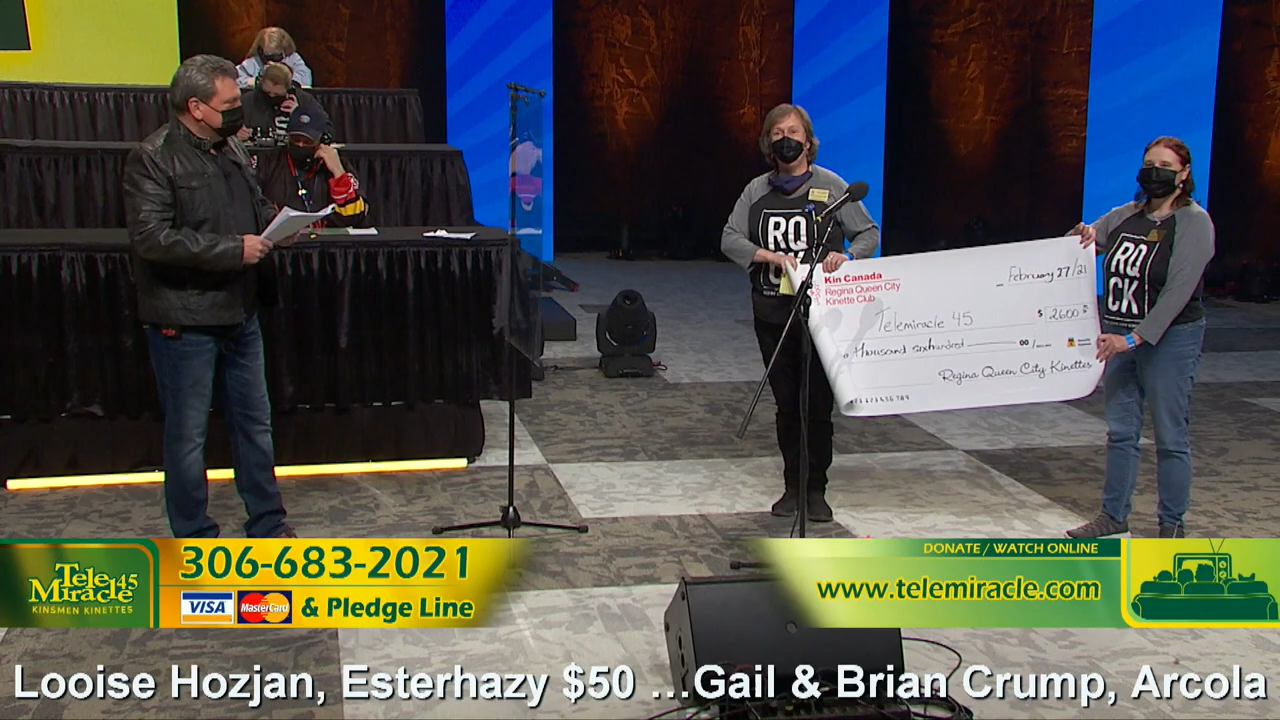 RO
CK
RO
CK
Kin Canada
Regina Queen City
Kinette Club
February 27/21
Telemiracle 45
$ 2600
thousand sixhundred
00
Regina Queen City Kinettes
Tele
Miracle 45
KINSMEN KINETTES
306-683-2021
VISA MasterCard & Pledge Line
DONATE / WATCH ONLINE
www.telemiracle.com
Looise Hozjan, Esterhazy $50 ...Gail & Brian Crump, Arcola